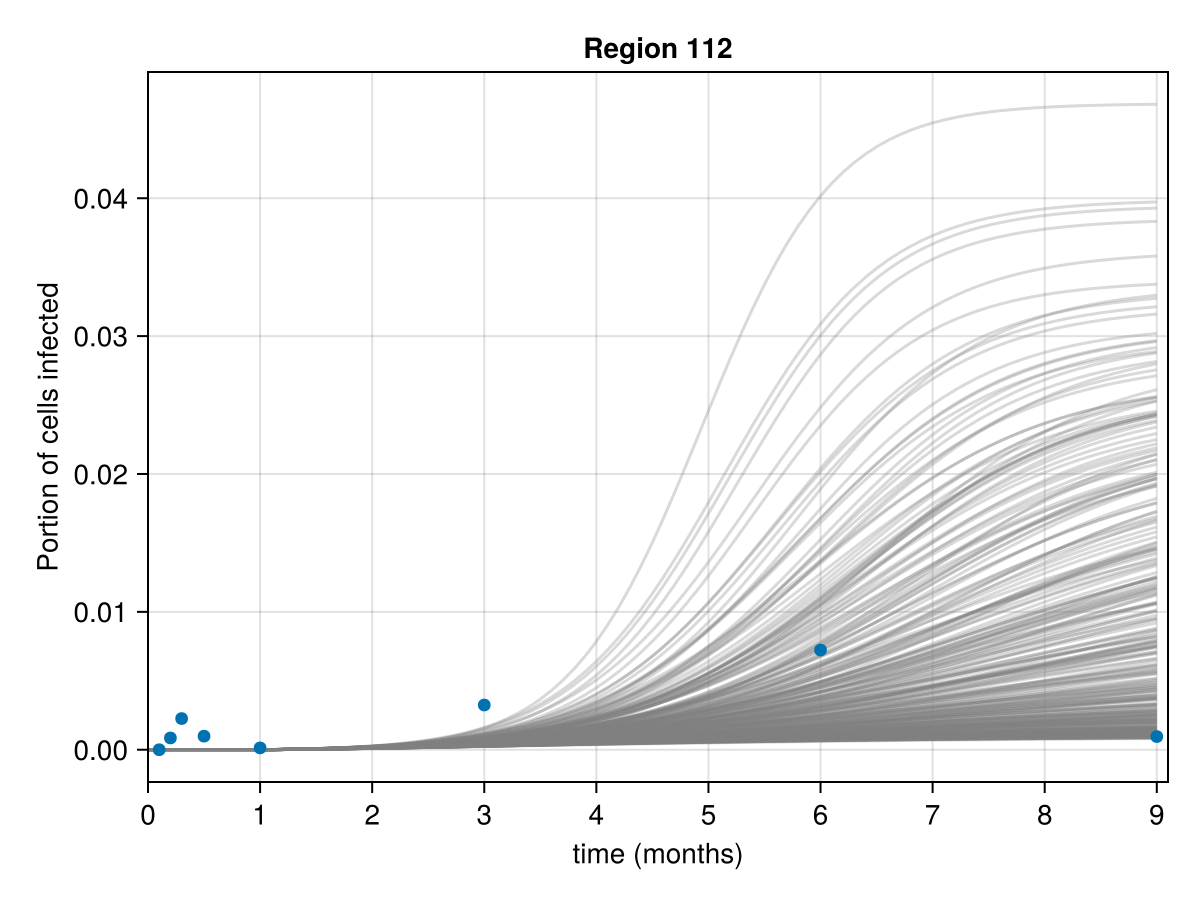 Region 112
Portion of cells infected
0.04
0.03
0.02
0.01
0.00
0 1 2 3 4 5 6 7 8 9
time (months)